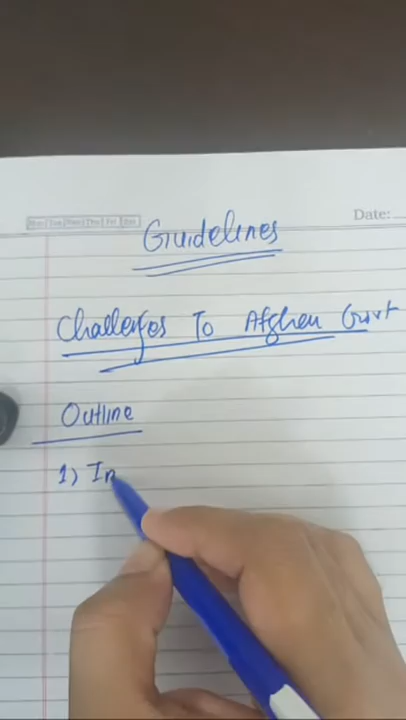 Guidelines
Date:
Challenges To Afghan Govt
Outline
1) In